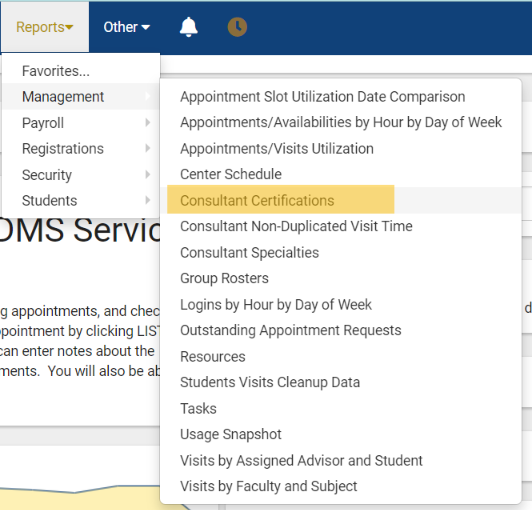 Reports
Other
Favorites...
Management
Payroll
Registrations
Security
Students
Appointment Slot Utilization Date Comparison
Appointments/Availabilities by Hour by Day of Week
Appointments/Visits Utilization
Center Schedule
Consultant Certifications
Consultant Non-Duplicated Visit Time
Consultant Specialties
Group Rosters
Logins by Hour by Day of Week
Outstanding Appointment Requests
Resources
Students Visits Cleanup Data
Tasks
Usage Snapshot
Visits by Assigned Advisor and Student
Visits by Faculty and Subject
DMS Servic
ng appointments, and chec
ppointment by clicking LIST
can enter notes about the
ments. You will also be ab
d